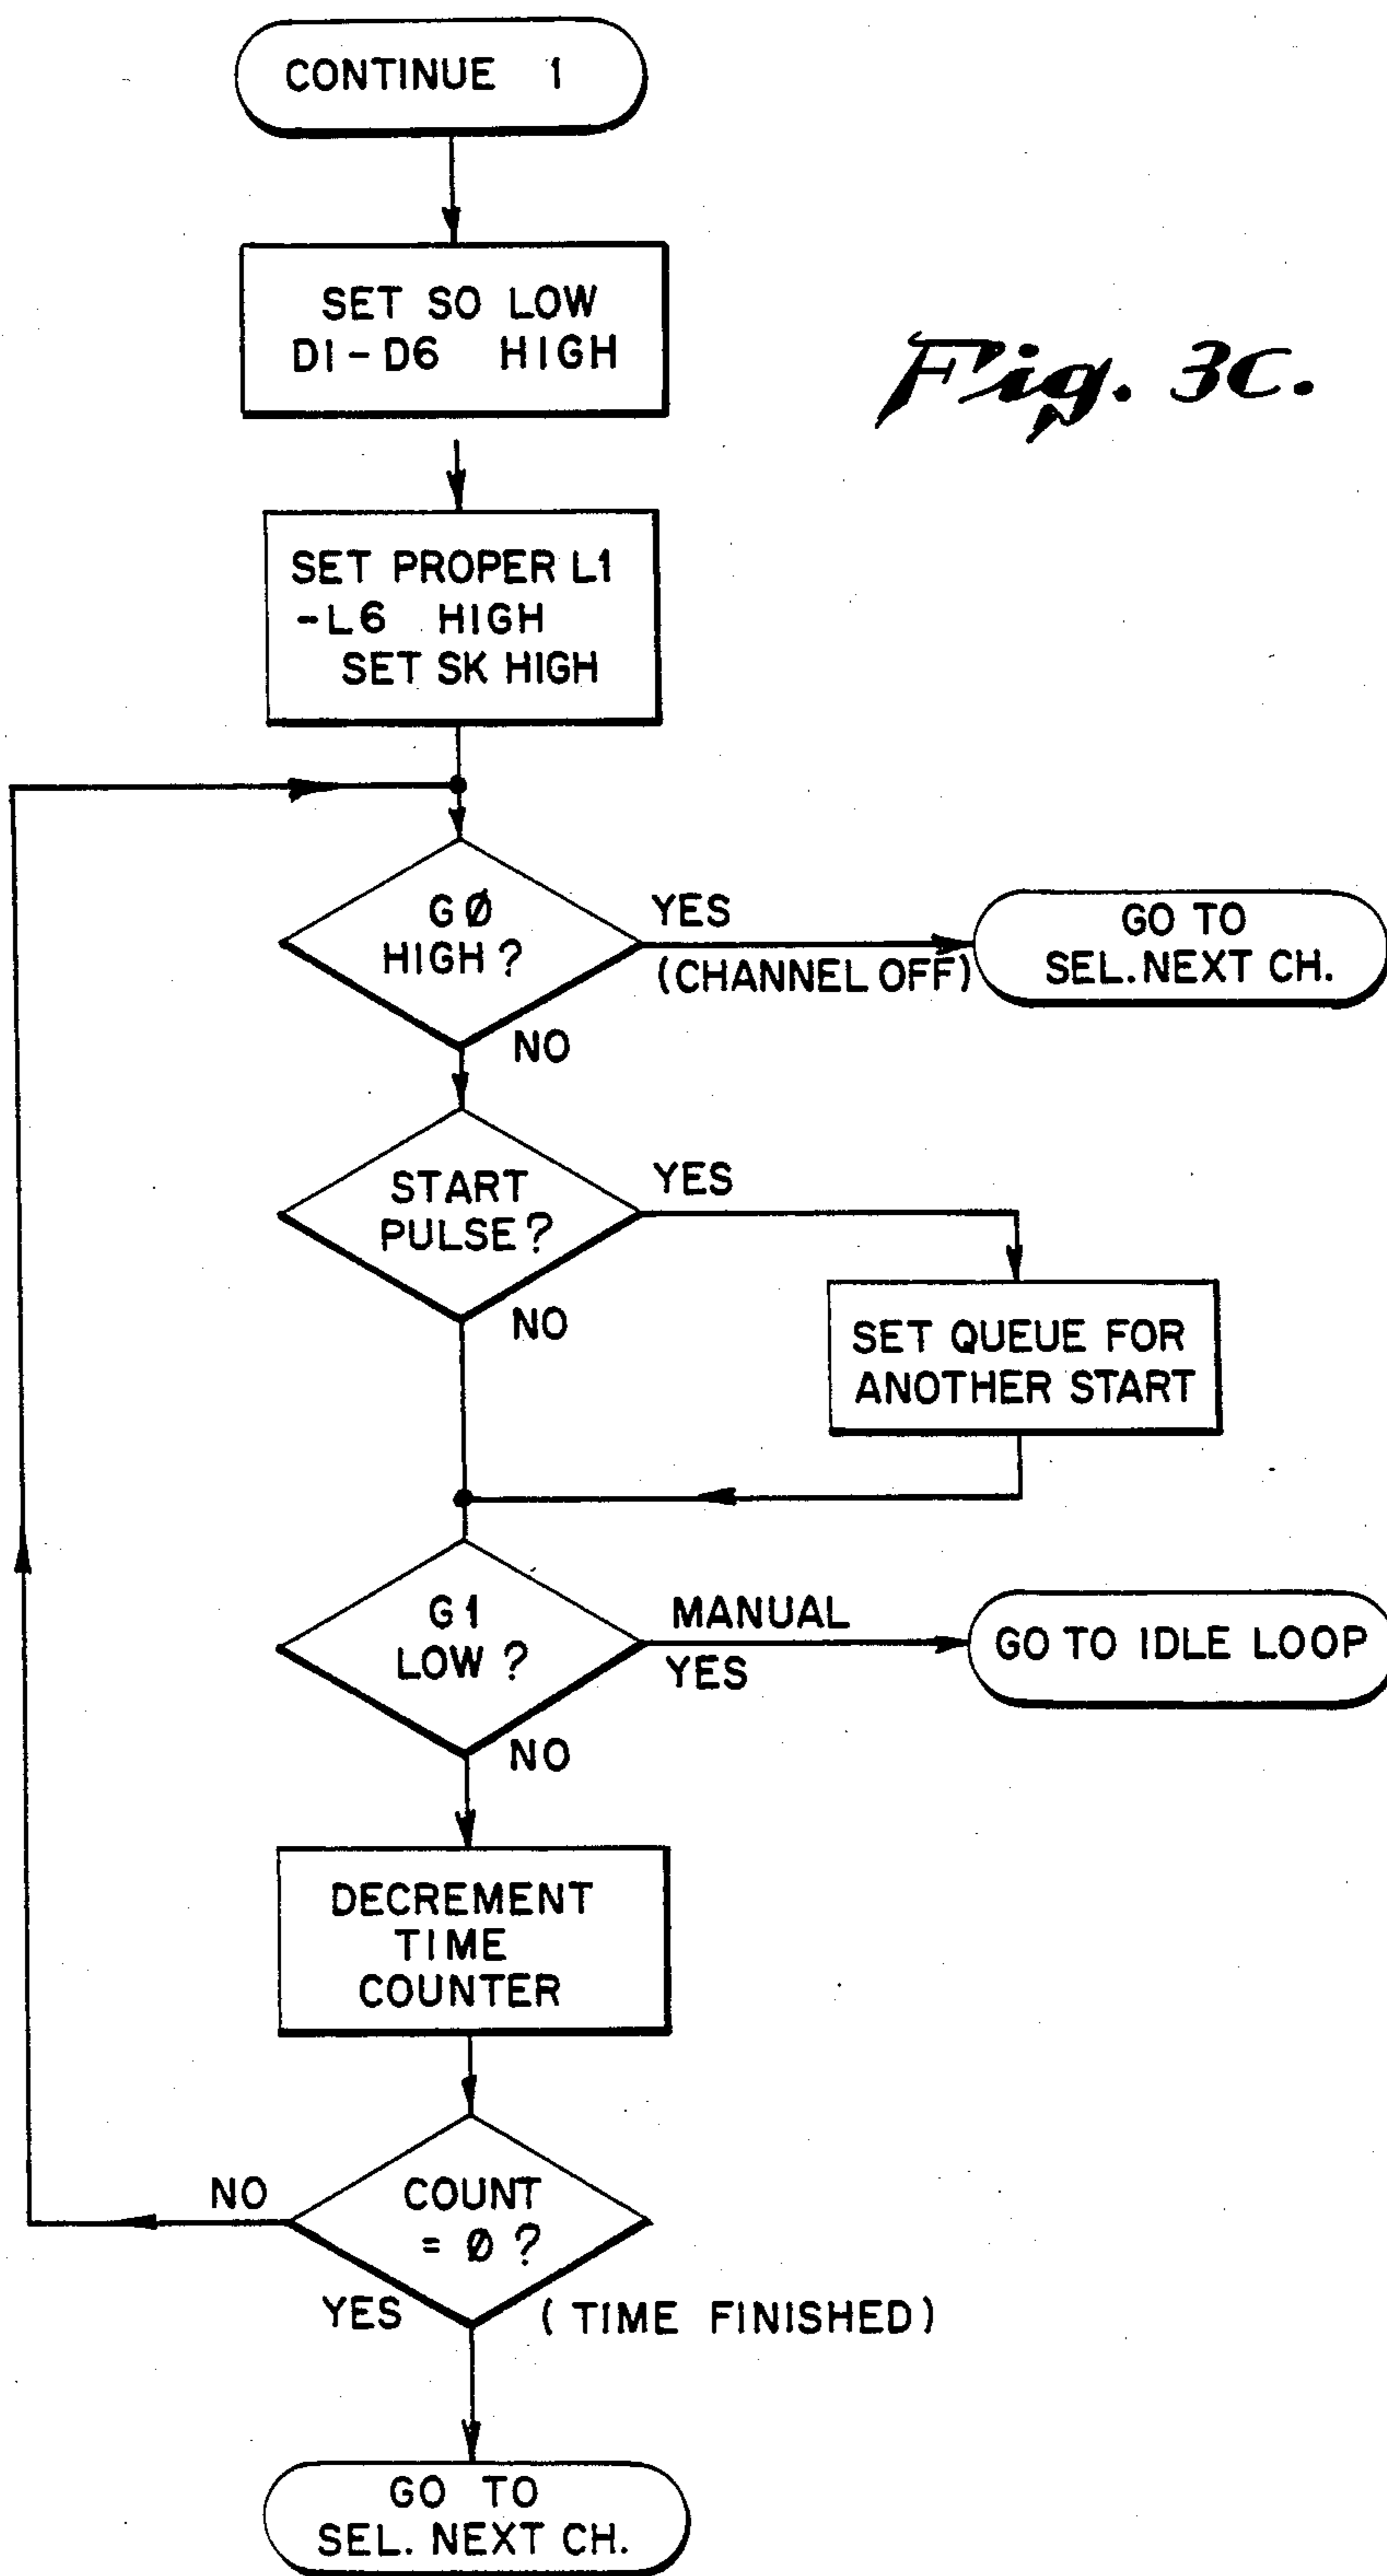 CONTINUE 1
SET SO LOW
D1-D6 HIGH
Fig. 3C.
SET PROPER L1
-L6 HIGH
SET SK HIGH
GØ
HIGH?
YES
(CHANNEL OFF)
GO TO
SEL. NEXT CH.
NO
START
PULSE?
YES
NO
SET QUEUE FOR
ANOTHER START
G1
LOW?
MANUAL
YES
GO TO IDLE LOOP
NO
DECREMENT
TIME
COUNTER
NO
COUNT
= Ø?
YES
(TIME FINISHED)
GO TO
SEL. NEXT CH.